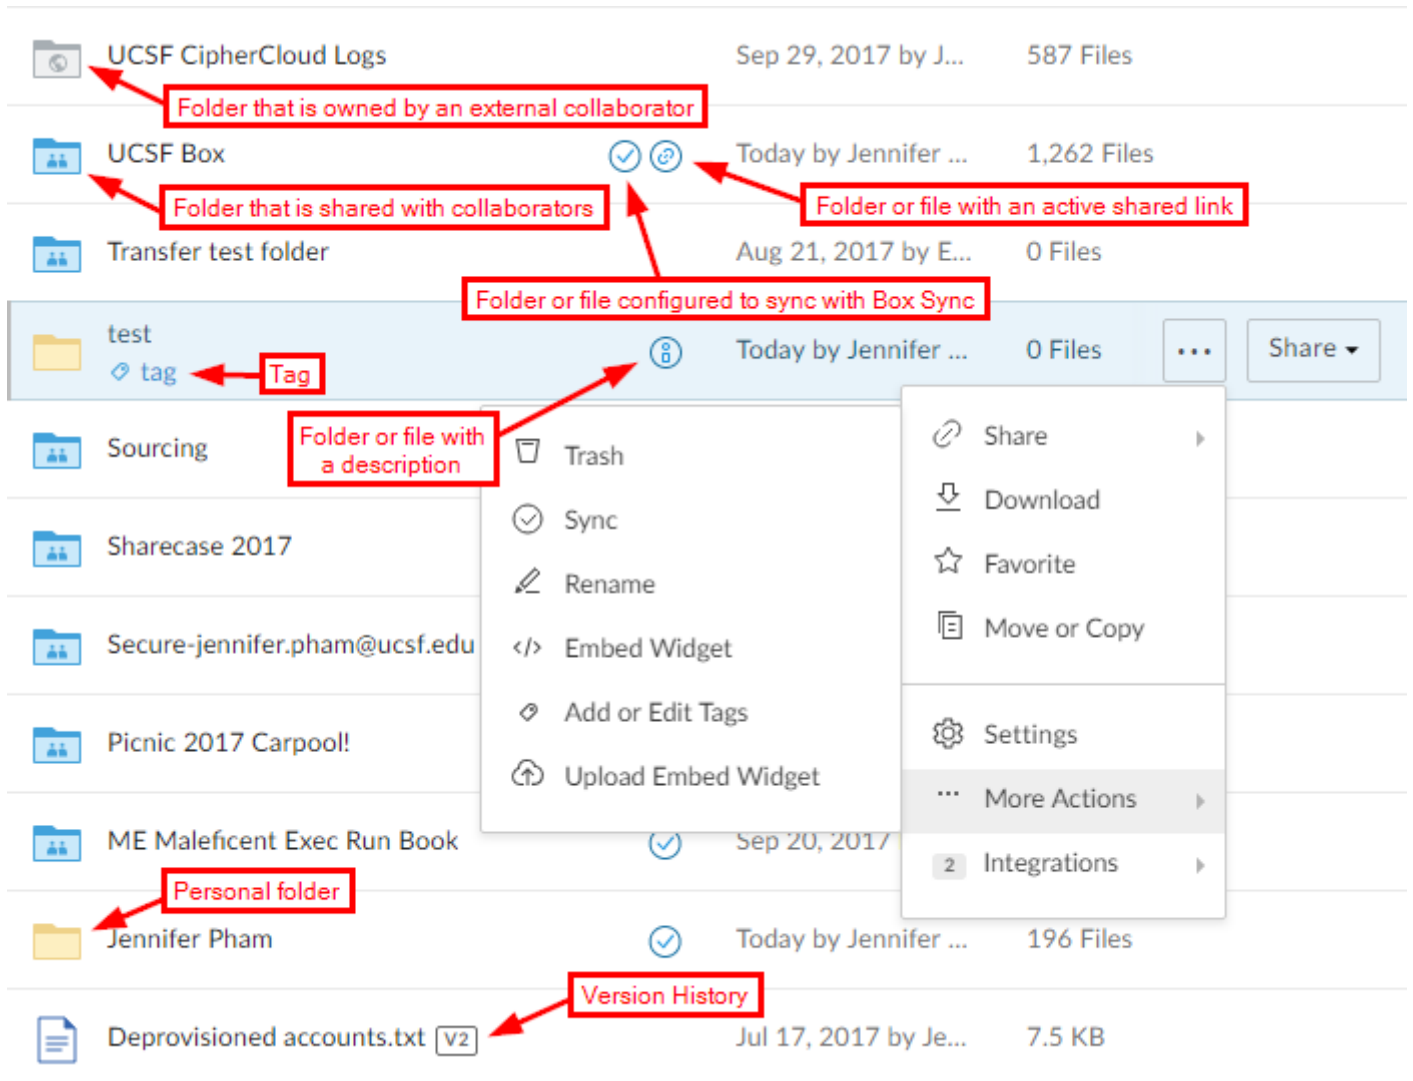 UCSF CipherCloud Logs Sep 29, 2017 by J... 587 Files
Folder that is owned by an external collaborator
UCSF Box Today by Jennifer ... 1,262 Files
Folder that is shared with collaborators
Folder or file with an active shared link
Transfer test folder Aug 21, 2017 by E... 0 Files
Folder or file configured to sync with Box Sync
test Today by Jennifer ... 0 Files ... Share
tag
Tag
Folder or file with
a description
Sourcing
Sharecase 2017
Secure-jennifer.pham@ucsf.edu
Picnic 2017 Carpool!
Trash
Sync
Rename
Embed Widget
Add or Edit Tags
Upload Embed Widget
Share
Download
Favorite
Move or Copy
Settings
... More Actions
2 Integrations
ME Maleficent Exec Run Book Sep 20, 2017
Personal folder
Jennifer Pham Today by Jennifer ... 196 Files
Version History
Deprovisioned accounts.txt V2 Jul 17, 2017 by Je... 7.5 KB